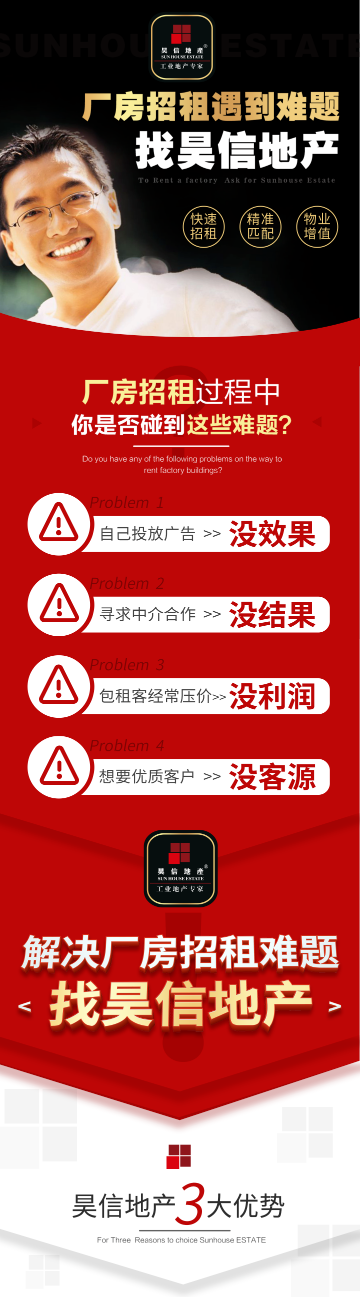 SUNHOUSE ESTATE
昊信地産®
SUN HOUSE ESTATE
工业地产专家
厂房招租遇到难题
找昊信地产
To Rent a factory Ask for Sunhouse Estate
快速招租
精准匹配
物业增值
厂房招租过程中
你是否碰到这些难题?
Do you have any of the following problems on the way to
rent factory buildings?
Problem 1
自己投放广告 >> 没效果
Problem 2
寻求中介合作 >> 没结果
Problem 3
包租客经常压价>> 没利润
Problem 4
想要优质客户 >> 没客源
昊信地産®
SUN HOUSE ESTATE
工业地产专家
解决厂房招租难题
< 找昊信地产 >
昊信地产3大优势
For Three Reasons to choice Sunhouse ESTATE